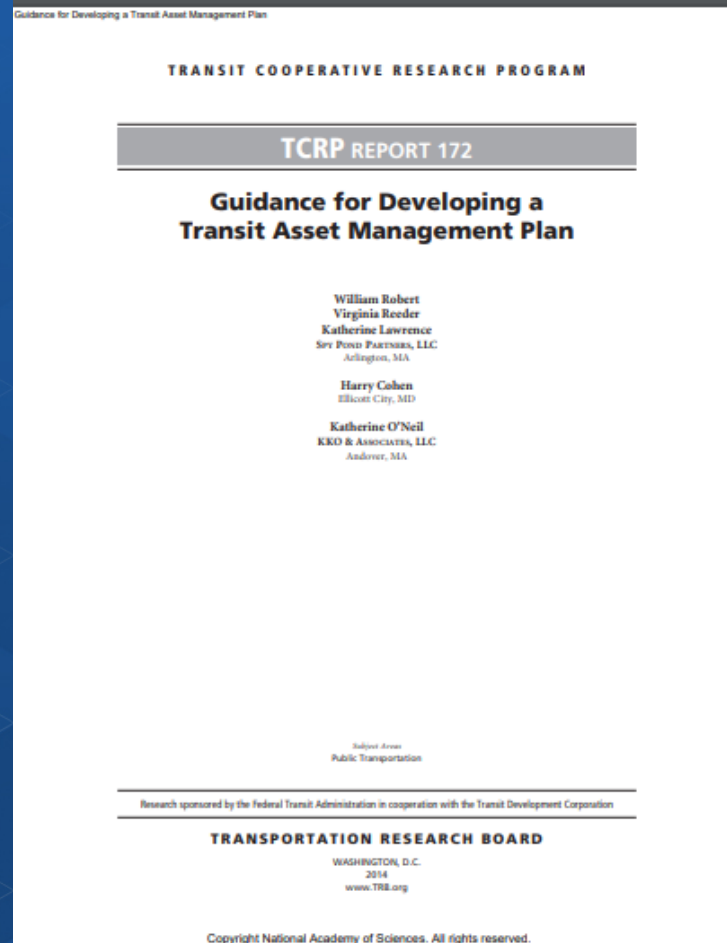 Guidance for Developing a Transit Asset Management Plan
TRANSIT COOPERATIVE RESEARCH PROGRAM
TCRP REPORT 172
Guidance for Developing a
Transit Asset Management Plan
William Robert
Virginia Reeder
Katherine Lawrence
Spy Pond Partners, LLC
Arlington, MA
Harry Cohen
Ellicott City, MD
Katherine O'Neil
KKO & Associates, LLC
Andover, MA
Subject Areas
Public Transportation
Research sponsored by the Federal Transit Administration in cooperation with the Transit Development Corporation
TRANSPORTATION RESEARCH BOARD
WASHINGTON, D.C.
2014
www.TRB.org
Copyright National Academy of Sciences. All rights reserved.